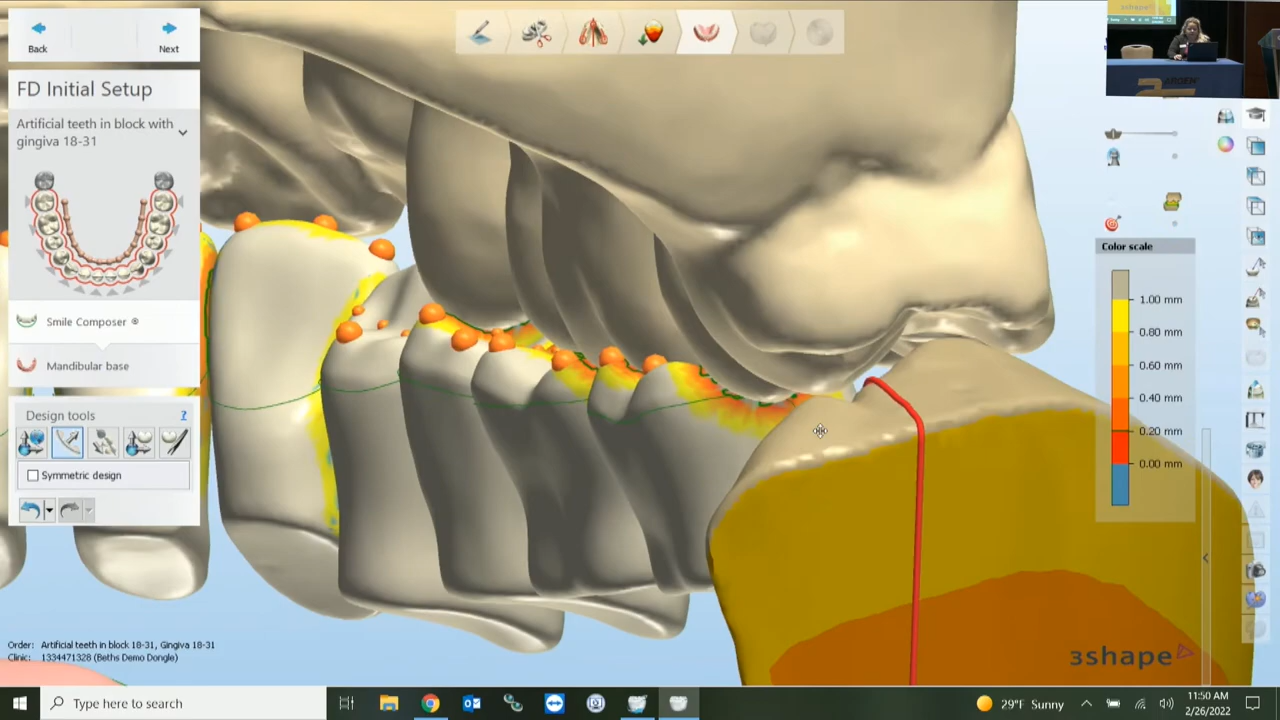 Back
Next
FD Initial Setup
Artificial teeth in block with
gingiva 18-31
Smile Composer ®
Mandibular base
Design tools
?
Symmetric design
Color scale
1.00 mm
0.80 mm
0.60 mm
0.40 mm
0.20 mm
0.00 mm
Order: Artificial teeth in block 18-31, Gingiva 18-31
Clinic: 1334471328 (Beths Demo Dongle)
3shape
Type here to search
29°F Sunny
11:50 AM
2/26/2022